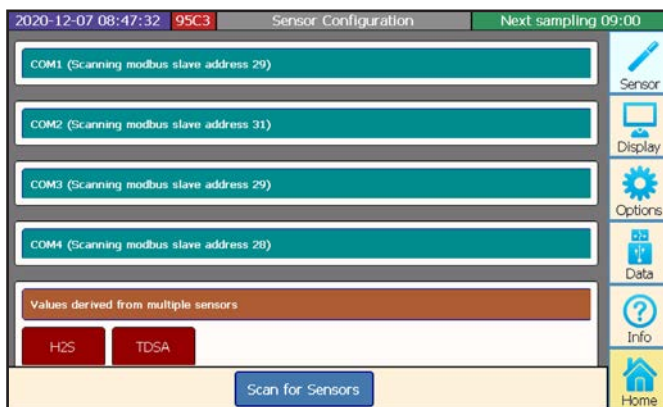 2020-12-07 08:47:32 95C3 Sensor Configuration Next sampling 09:00
COM1 (Scanning modbus slave address 29)
Sensor
COM2 (Scanning modbus slave address 31)
Display
COM3 (Scanning modbus slave address 29)
Options
COM4 (Scanning modbus slave address 28)
Data
Values derived from multiple sensors
Info
H2S TDSA
Scan for Sensors
Home